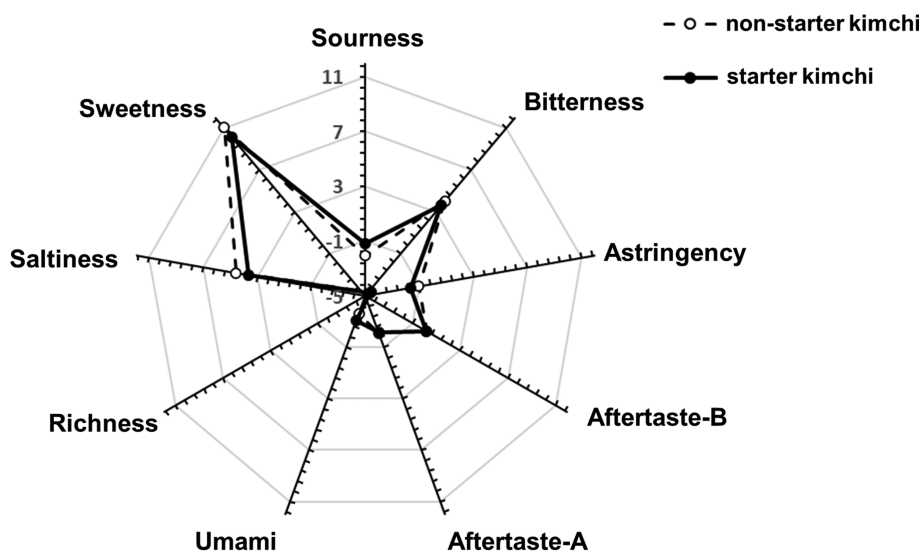 non-starter kimchi
starter kimchi
Sourness
Bitterness
Astringency
Aftertaste-B
Aftertaste-A
Umami
Richness
Saltiness
Sweetness
11
7
3
-1
-5